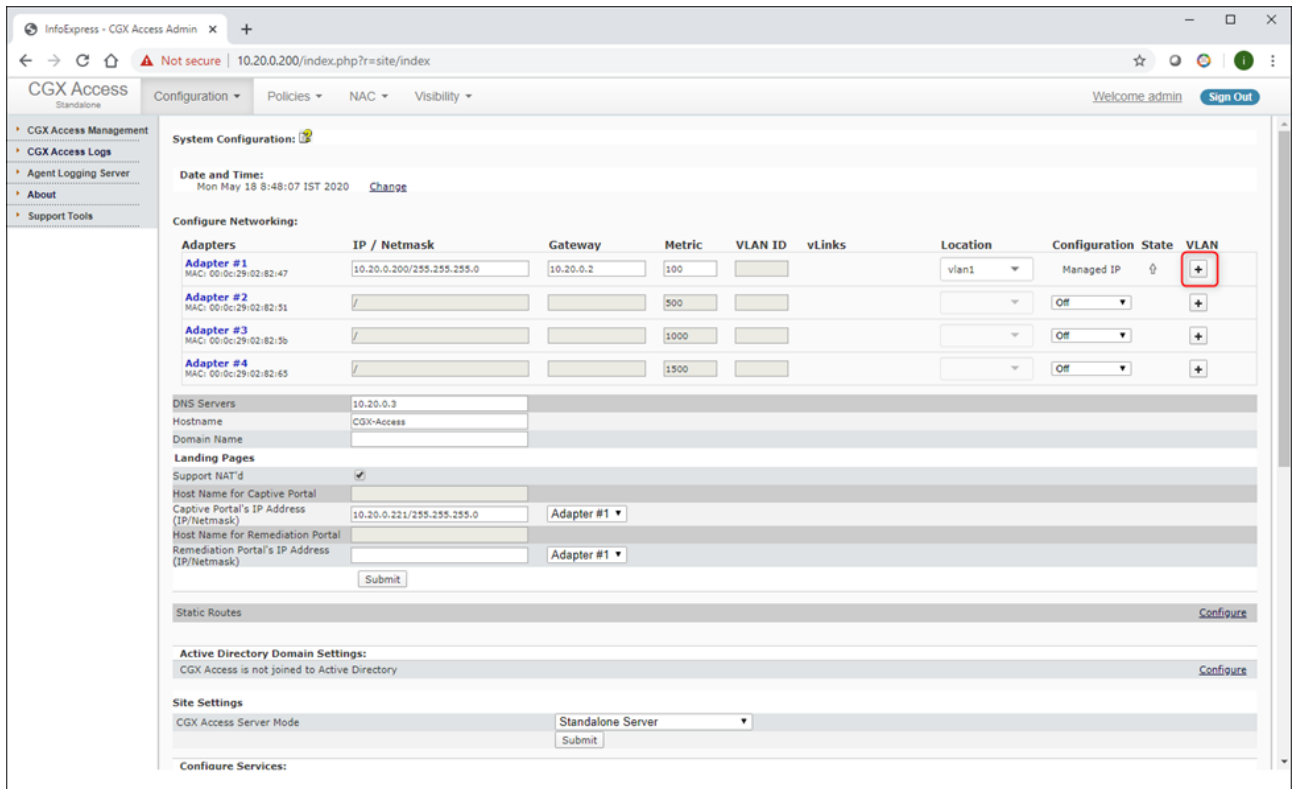 InfoExpress - CGX Access Admin
Not secure | 10.20.0.200/index.php?r=site/index
CGX Access
Standalone
Configuration Policies NAC Visibility Welcome admin Sign Out
CGX Access Management
CGX Access Logs
Agent Logging Server
About
Support Tools
System Configuration:
Date and Time:
Mon May 18 8:48:07 IST 2020 Change
Configure Networking:
Adapters IP / Netmask Gateway Metric VLAN ID vLinks Location Configuration State VLAN
Adapter #1 10.20.0.200/255.255.255.0 10.20.0.2 100 vlan1 Managed IP +
MAC: 00:0c:29:02:82:47
Adapter #2 / 500 Off +
MAC: 00:0c:29:02:82:51
Adapter #3 / 1000 Off +
MAC: 00:0c:29:02:82:5b
Adapter #4 / 1500 Off +
MAC: 00:0c:29:02:82:65
DNS Servers 10.20.0.3
Hostname CGX-Access
Domain Name
Landing Pages
Support NAT'd
Host Name for Captive Portal
Captive Portal's IP Address
(IP/Netmask) 10.20.0.221/255.255.255.0 Adapter #1
Host Name for Remediation Portal
Remediation Portal's IP Address
(IP/Netmask) Adapter #1
Submit
Static Routes Configure
Active Directory Domain Settings:
CGX Access is not joined to Active Directory Configure
Site Settings
CGX Access Server Mode Standalone Server
Submit
Configure Services: